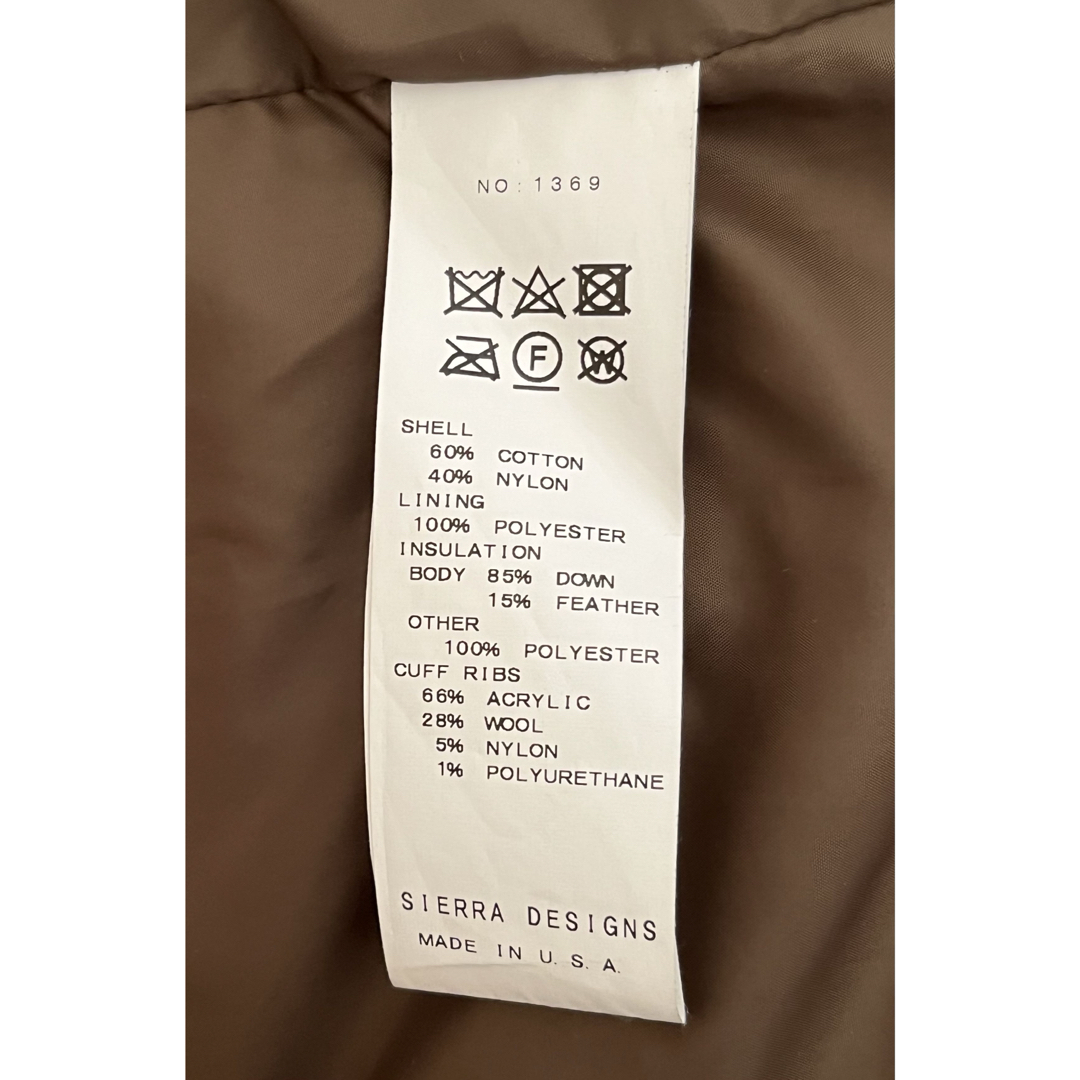 NO: 1369
F W
SHELL
60% COTTON
40% NYLON
LINING
100% POLYESTER
INSULATION
BODY 85% DOWN
15% FEATHER
OTHER
100% POLYESTER
CUFF RIBS
66% ACRYLIC
28% WOOL
5% NYLON
1% POLYURETHANE
SIERRA DESIGNS
MADE IN U. S. A.